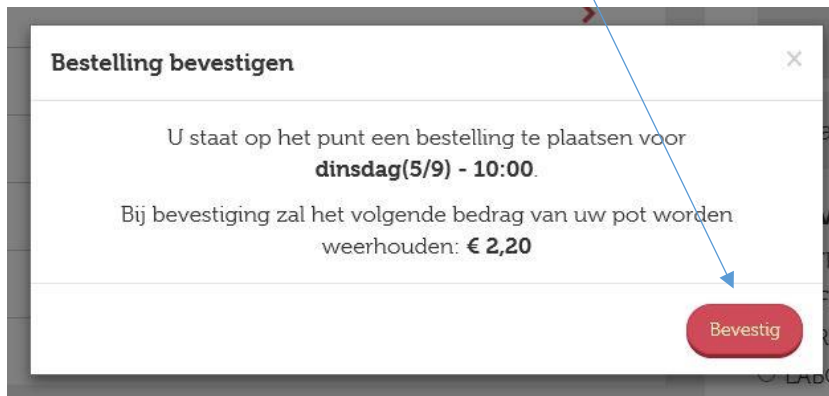 Bestelling bevestigen
×
U staat op het punt een bestelling te plaatsen voor
dinsdag(5/9) - 10:00.
Bij bevestiging zal het volgende bedrag van uw pot worden
weerhouden: € 2,20
Bevestig